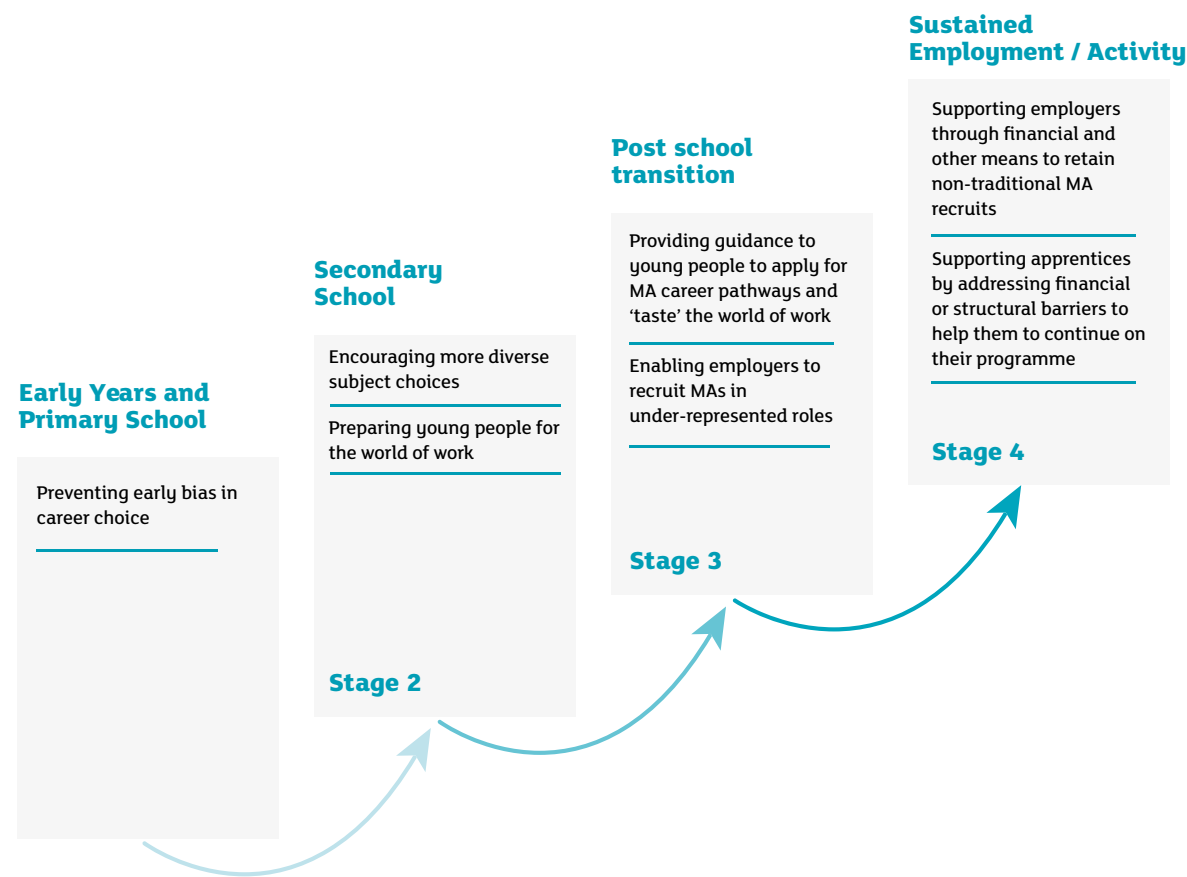 Early Years and
Primary School
Preventing early bias in
career choice
Secondary
School
Encouraging more diverse
subject choices
Preparing young people for
the world of work
Stage 2
Post school
transition
Providing guidance to
young people to apply for
MA career pathways and
‘taste’ the world of work
Enabling employers to
recruit MAs in
under-represented roles
Stage 3
Sustained
Employment / Activity
Supporting employers
through financial and
other means to retain
non-traditional MA
recruits
Supporting apprentices
by addressing financial
or structural barriers to
help them to continue on
their programme
Stage 4